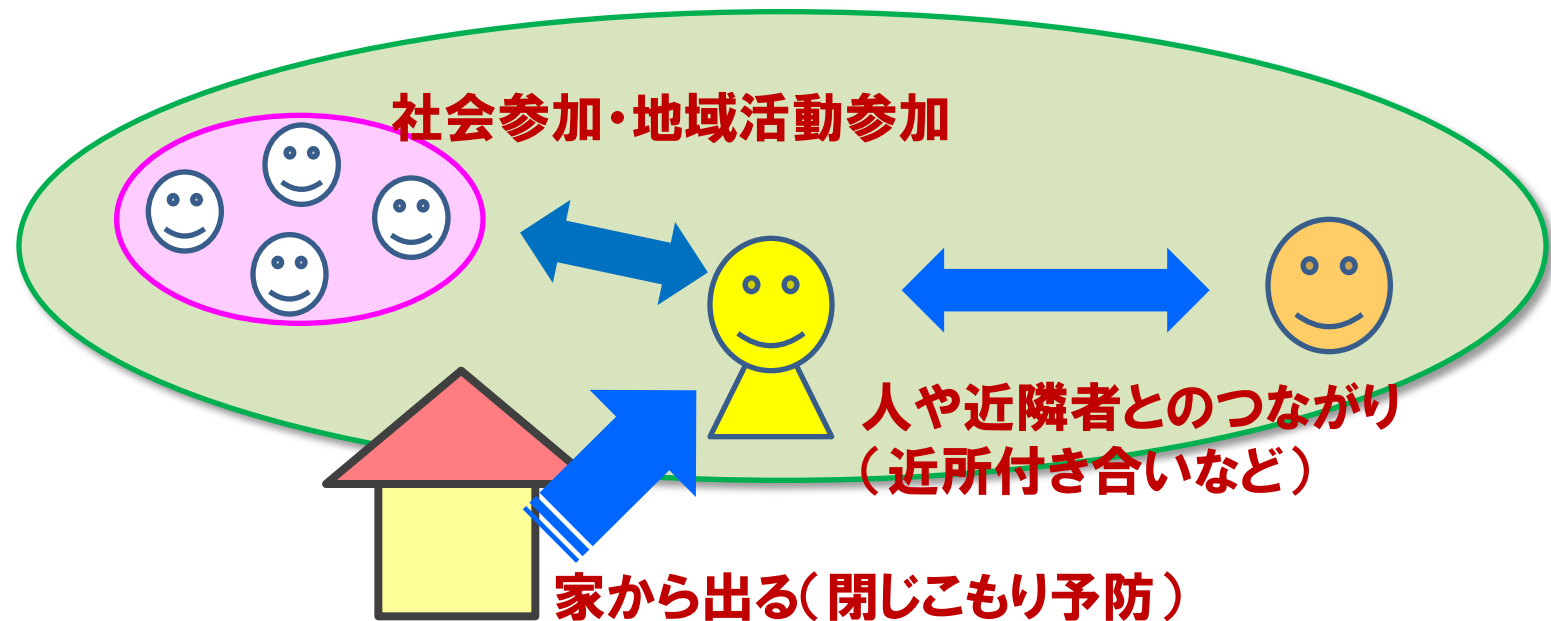 社会参加・地域活動参加
人や近隣者とのつながり
（近所付き合いなど）
家から出る（閉じこもり予防）